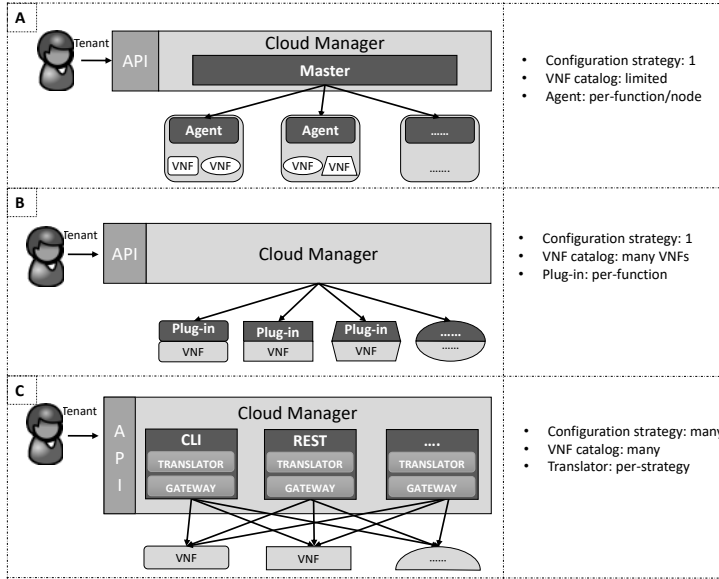 A
Tenant
API
Cloud Manager
Master
Agent
VNF VNF
Agent
VNF VNF
......
.......
• Configuration strategy: 1
• VNF catalog: limited
• Agent: per-function/node
B
Tenant
API
Cloud Manager
Plug-in
VNF
Plug-in
VNF
Plug-in
VNF
......
......
• Configuration strategy: 1
• VNF catalog: many VNFs
• Plug-in: per-function
C
Tenant
API
Cloud Manager
CLI
TRANSLATOR
GATEWAY
REST
TRANSLATOR
GATEWAY
....
TRANSLATOR
GATEWAY
VNF
VNF
......
• Configuration strategy: many
• VNF catalog: many
• Translator: per-strategy